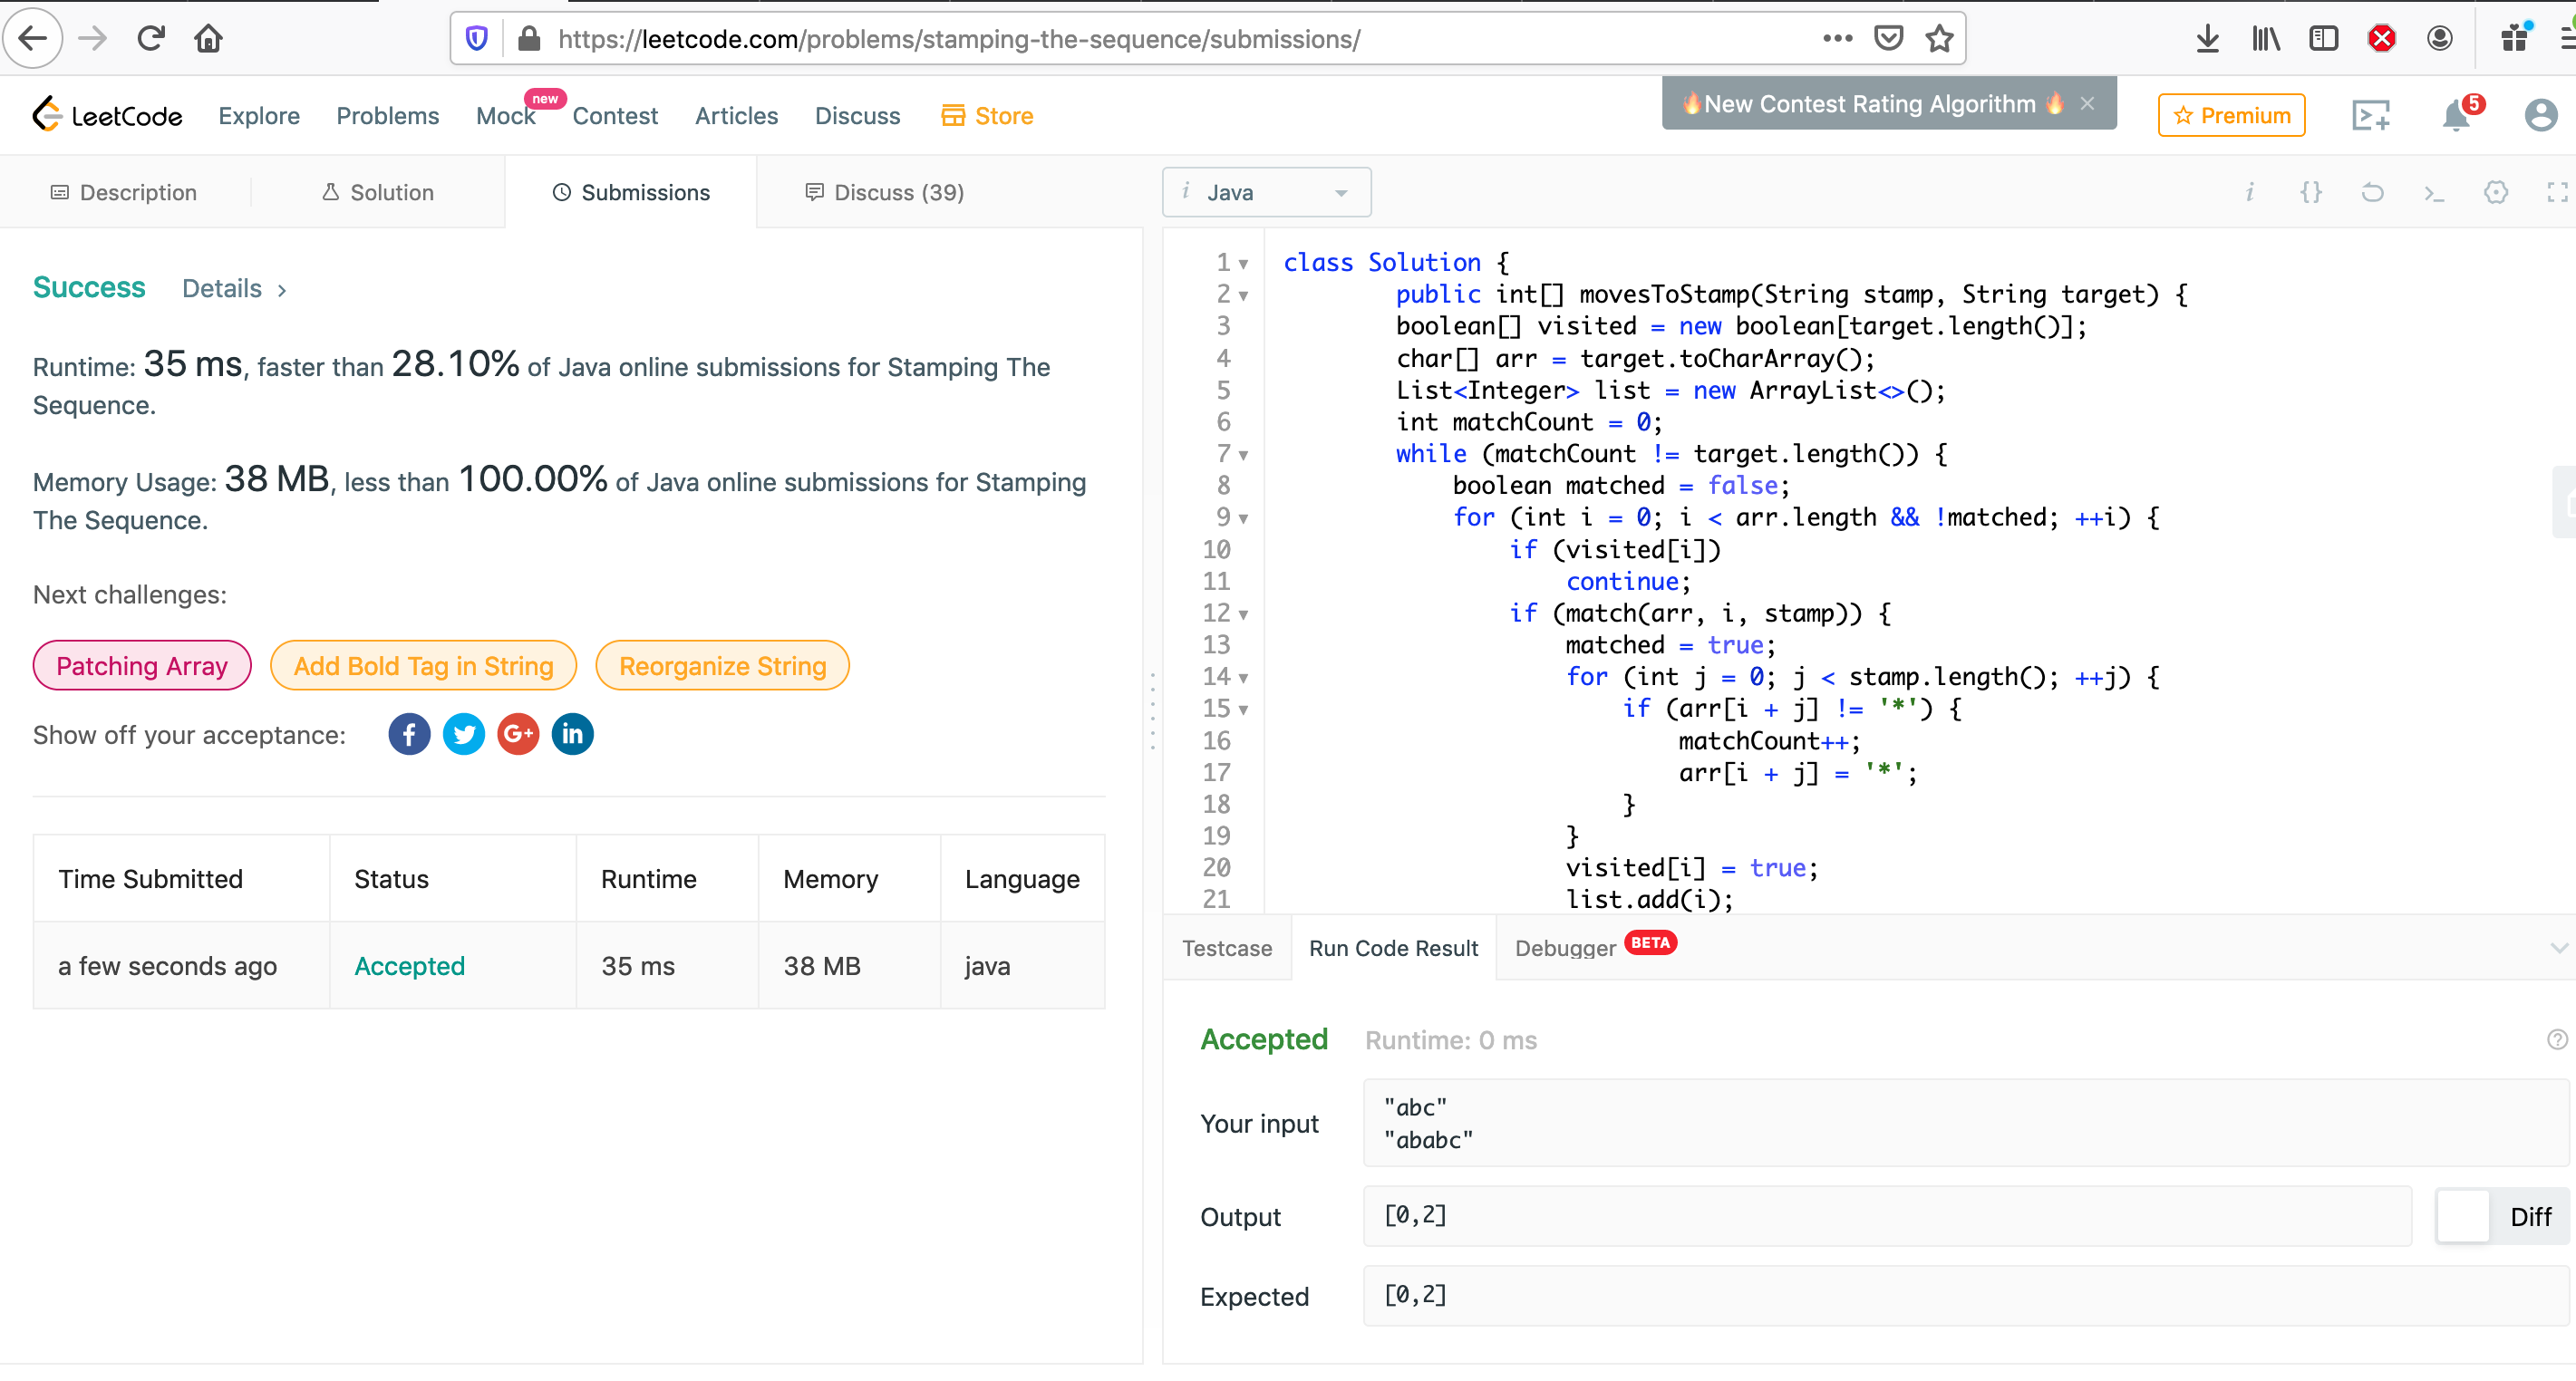 https://leetcode.com/problems/stamping-the-sequence/submissions/
LeetCode
Explore
Problems
Mock
new
Contest
Articles
Discuss
Store
🔥New Contest Rating Algorithm 🔥 ×
Premium
5
Description
Solution
Submissions
Discuss (39)
i Java
Success Details >
Runtime: 35 ms, faster than 28.10% of Java online submissions for Stamping The
Sequence.
Memory Usage: 38 MB, less than 100.00% of Java online submissions for Stamping
The Sequence.
Next challenges:
Patching Array
Add Bold Tag in String
Reorganize String
Show off your acceptance:
Time Submitted Status Runtime Memory Language
a few seconds ago Accepted 35 ms 38 MB java
1 class Solution {
2 public int[] movesToStamp(String stamp, String target) {
3 boolean[] visited = new boolean[target.length()];
4 char[] arr = target.toCharArray();
5 List<Integer> list = new ArrayList<>();
6 int matchCount = 0;
7 while (matchCount != target.length()) {
8 boolean matched = false;
9 for (int i = 0; i < arr.length && !matched; ++i) {
10 if (visited[i])
11 continue;
12 if (match(arr, i, stamp)) {
13 matched = true;
14 for (int j = 0; j < stamp.length(); ++j) {
15 if (arr[i + j] != '*') {
16 matchCount++;
17 arr[i + j] = '*';
18 }
19 }
20 visited[i] = true;
21 list.add(i);
Testcase
Run Code Result
Debugger BETA
Accepted Runtime: 0 ms
Your input
"abc"
"ababc"
Output
[0,2]
Diff
Expected
[0,2]